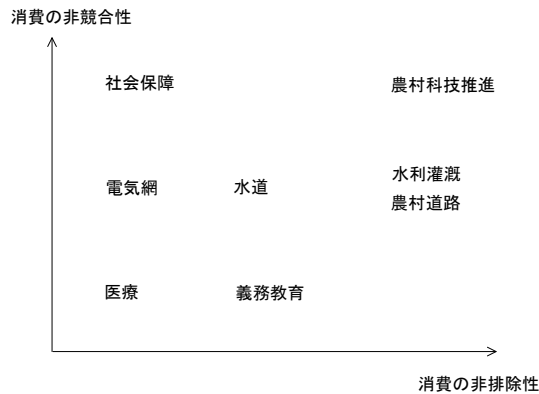 消費の非競合性
社会保障
農村科技推進
電気網
水道
水利灌漑
農村道路
医療
義務教育
消費の非排除性